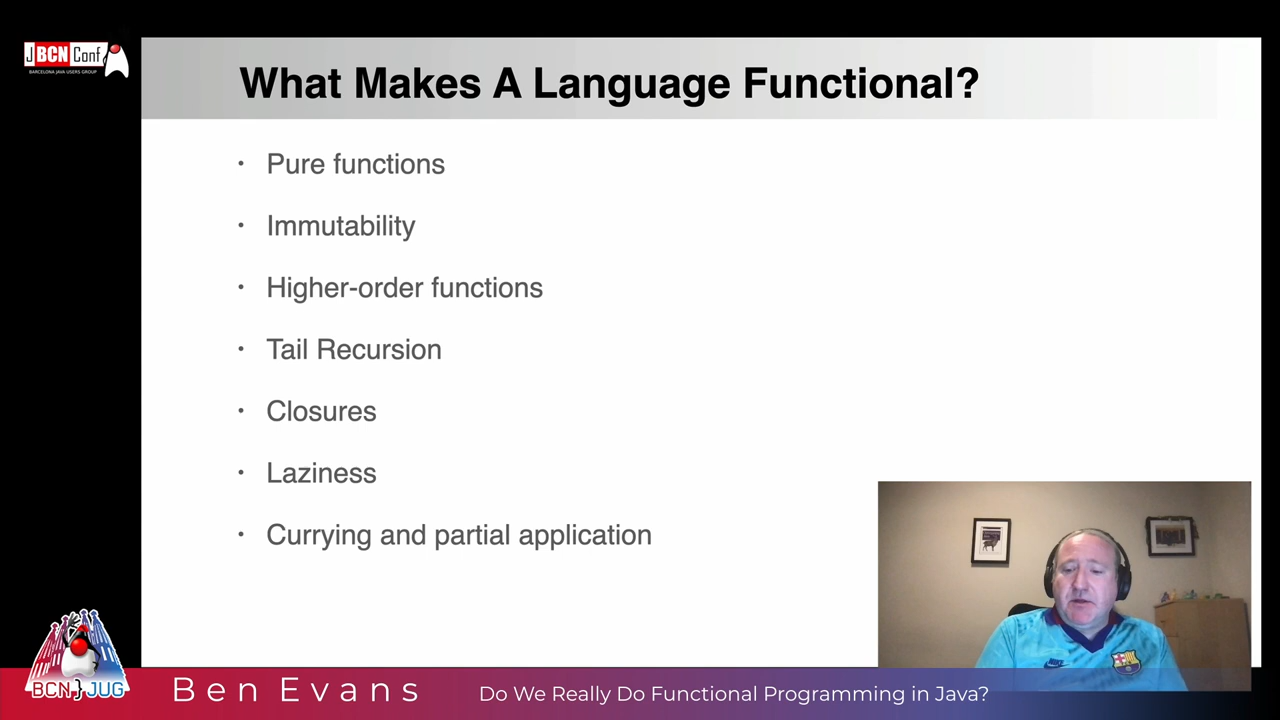 JBCNConf
BARCELONA JAVA USERS GROUP
What Makes A Language Functional?
• Pure functions
• Immutability
• Higher-order functions
• Tail Recursion
• Closures
• Laziness
• Currying and partial application
BCN}JUG
Ben Evans
Do We Really Do Functional Programming in Java?